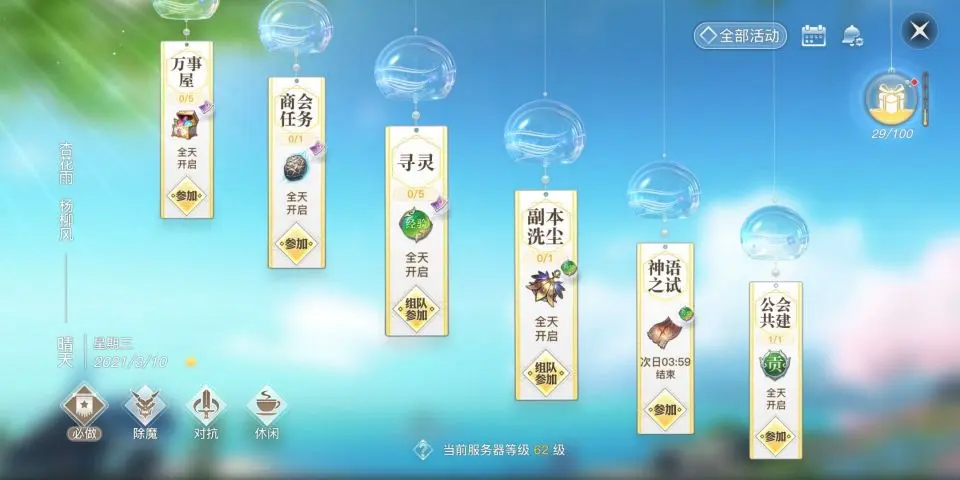 全部活动
29/100
万事
屋
0/5
全天
开启
参加
商会
任务
0/1
全天
开启
参加
寻灵
0/5
经验
全天
开启
组队
参加
副本
洗尘
0/1
全天
开启
组队
参加
神语
之试
次日03:59
结束
参加
公会
共建
1/1
贡
全天
开启
参加
杏花雨 杨柳风
晴天
星期三
2021/3/10
必做
除魔
对抗
休闲
当前服务器等级 62 级